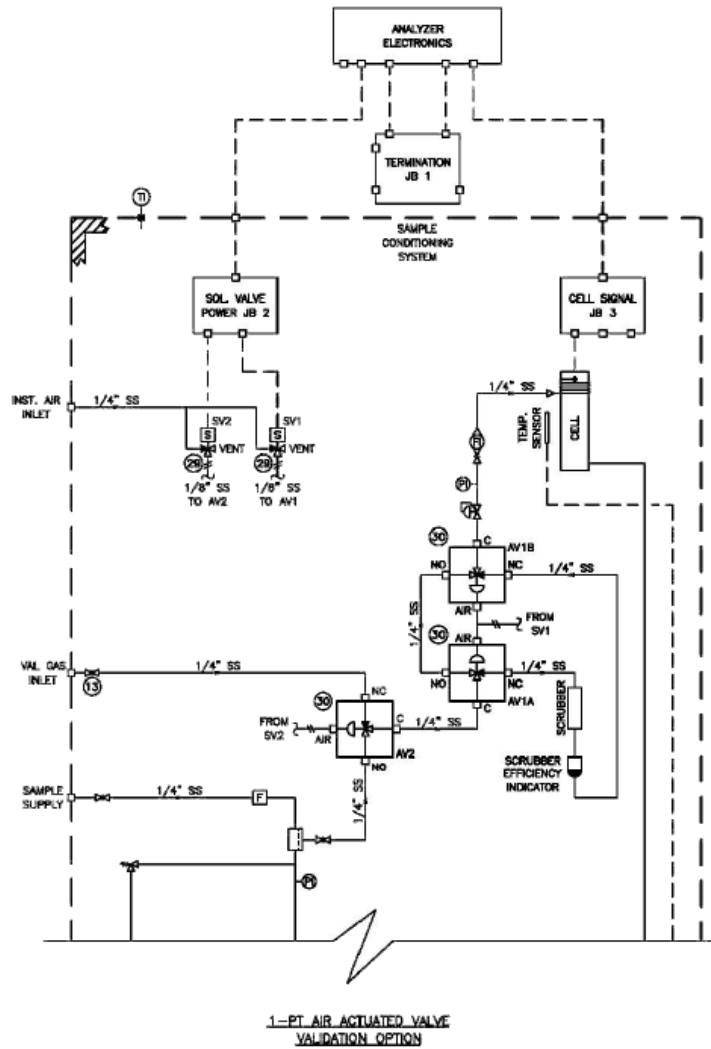 ANALYZER
ELECTRONICS
TERMINATION
JB 1
TI
SAMPLE
CONDITIONING
SYSTEM
SOL. VALVE
POWER JB 2
CELL SIGNAL
JB 3
INST. AIR
INLET
1/4" SS
1/4" SS
SV2
S
VENT
SV1
S
VENT
29
29
1/8" SS
TO AV2
1/8" SS
TO AV1
TEMP.
SENSOR
CELL
PI
30
C
AV1B
NO
NC
1/4" SS
AIR
FROM
SV1
1/4" SS
30
AIR
NO
NC
1/4" SS
AV1A
C
VAL GAS
INLET
13
1/4" SS
30
NC
FROM
SV2
AIR
C
1/4" SS
AV2
NO
SCRUBBER
SCRUBBER
EFFICIENCY
INDICATOR
SAMPLE
SUPPLY
1/4" SS
F
1/4" SS
PI
1-PT AIR ACTUATED VALVE
VALIDATION OPTION